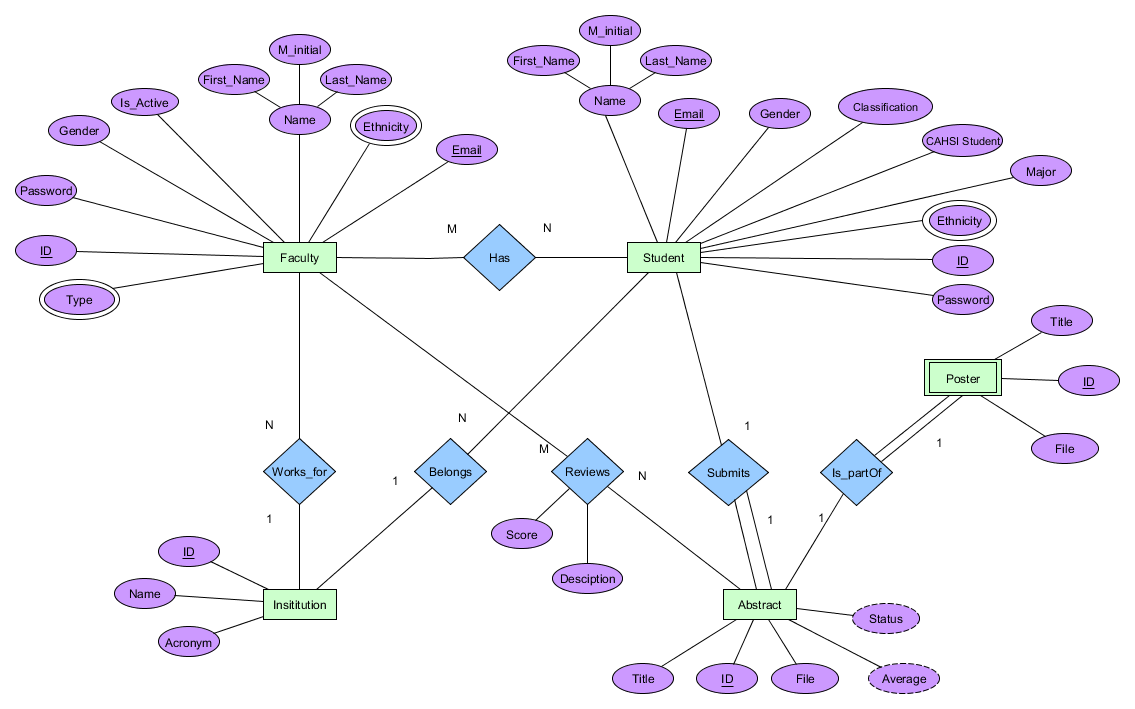 M_initial
M_initial
First_Name
Last_Name
First_Name
Last_Name
Is_Active
Name
Name
Ethnicity
Email
Gender
Classification
Gender
Email
CAHSI Student
Major
Password
Ethnicity
M
N
ID
Faculty
Has
Student
ID
Type
Password
Title
Poster
ID
N
N
M
1
1
File
Works_for
Belongs
Reviews
Submits
Is_partOf
1
N
1
1
1
Score
ID
Desciption
Name
Insititution
Abstract
Status
Acronym
Title
ID
File
Average